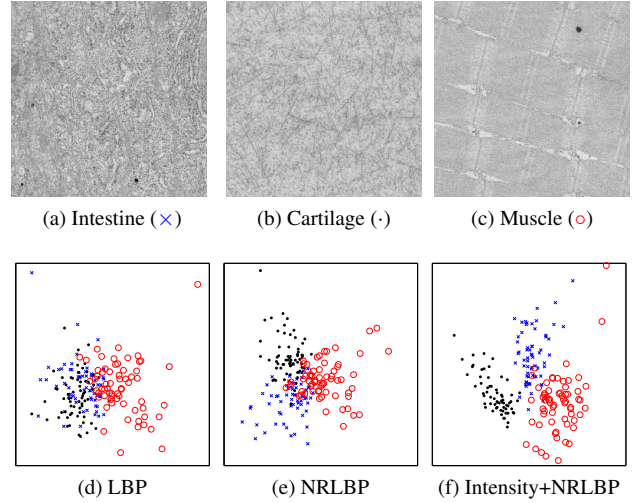 (a) Intestine (×)
(b) Cartilage (·)
(c) Muscle (○)
(d) LBP
(e) NRLBP
(f) Intensity+NRLBP